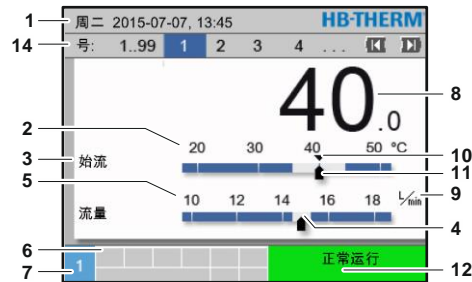 1 周二 2015-07-07, 13:45 HB-THERM
14 号: 1..99 1 2 3 4 ...
40.0 8
2 20 30 40 50 °C 10
3 始流 11
5 10 12 14 16 18 L/min 9
流量 4
6
7 1 正常运行 12